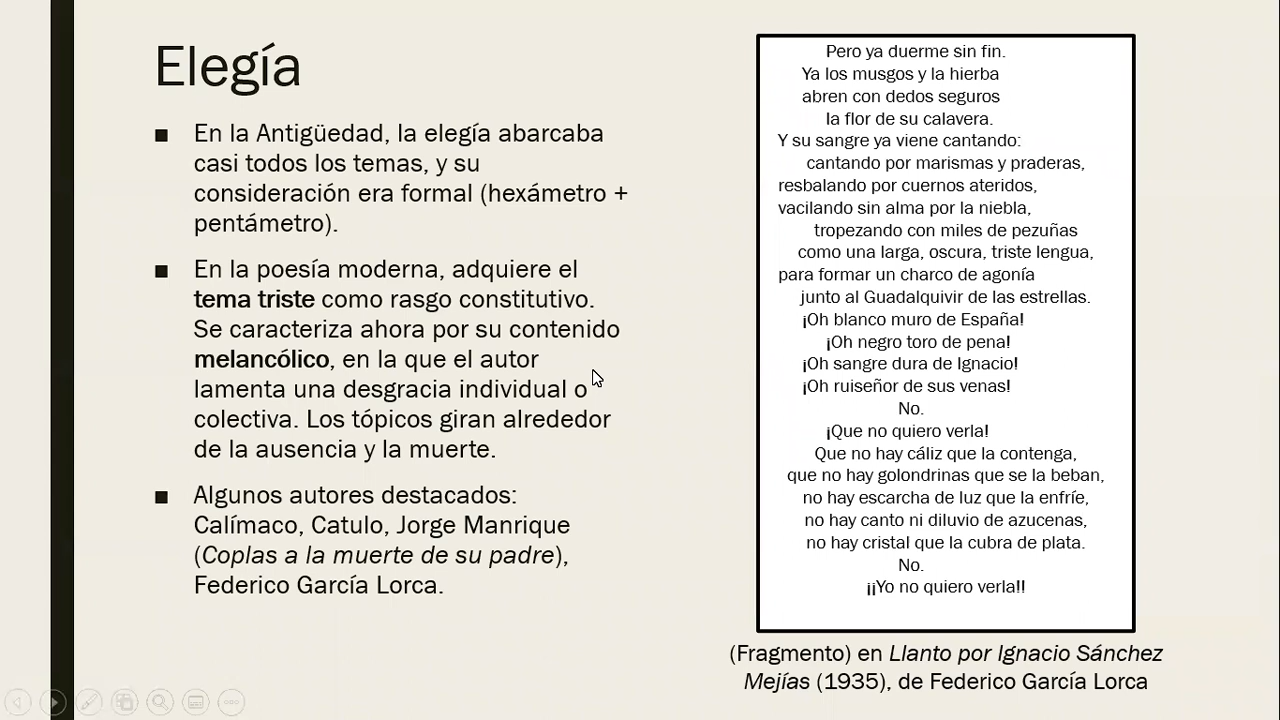 Elegía
■ En la Antigüedad, la elegía abarcaba
casi todos los temas, y su
consideración era formal (hexámetro +
pentámetro).
■ En la poesía moderna, adquiere el
tema triste como rasgo constitutivo.
Se caracteriza ahora por su contenido
melancólico, en la que el autor
lamenta una desgracia individual o
colectiva. Los tópicos giran alrededor
de la ausencia y la muerte.
■ Algunos autores destacados:
Calímaco, Catulo, Jorge Manrique
(Coplas a la muerte de su padre),
Federico García Lorca.
Pero ya duerme sin fin.
Ya los musgos y la hierba
abren con dedos seguros
la flor de su calavera.
Y su sangre ya viene cantando:
cantando por marismas y praderas,
resbalando por cuernos ateridos,
vacilando sin alma por la niebla,
tropezando con miles de pezuñas
como una larga, oscura, triste lengua,
para formar un charco de agonía
junto al Guadalquivir de las estrellas.
¡Oh blanco muro de España!
¡Oh negro toro de pena!
¡Oh sangre dura de Ignacio!
¡Oh ruiseñor de sus venas!
No.
¡Que no quiero verla!
Que no hay cáliz que la contenga,
que no hay golondrinas que se la beban,
no hay escarcha de luz que la enfríe,
no hay canto ni diluvio de azucenas,
no hay cristal que la cubra de plata.
No.
¡¡Yo no quiero verla!!
(Fragmento) en Llanto por Ignacio Sánchez
Mejías (1935), de Federico García Lorca